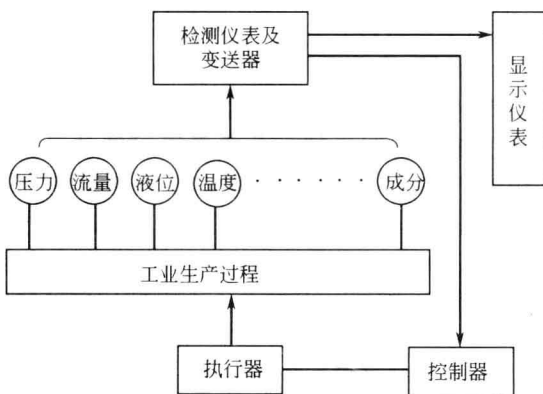 检测仪表及
变送器
显示仪表
压力 流量 液位 温度 ······ 成分
工业生产过程
执行器 控制器